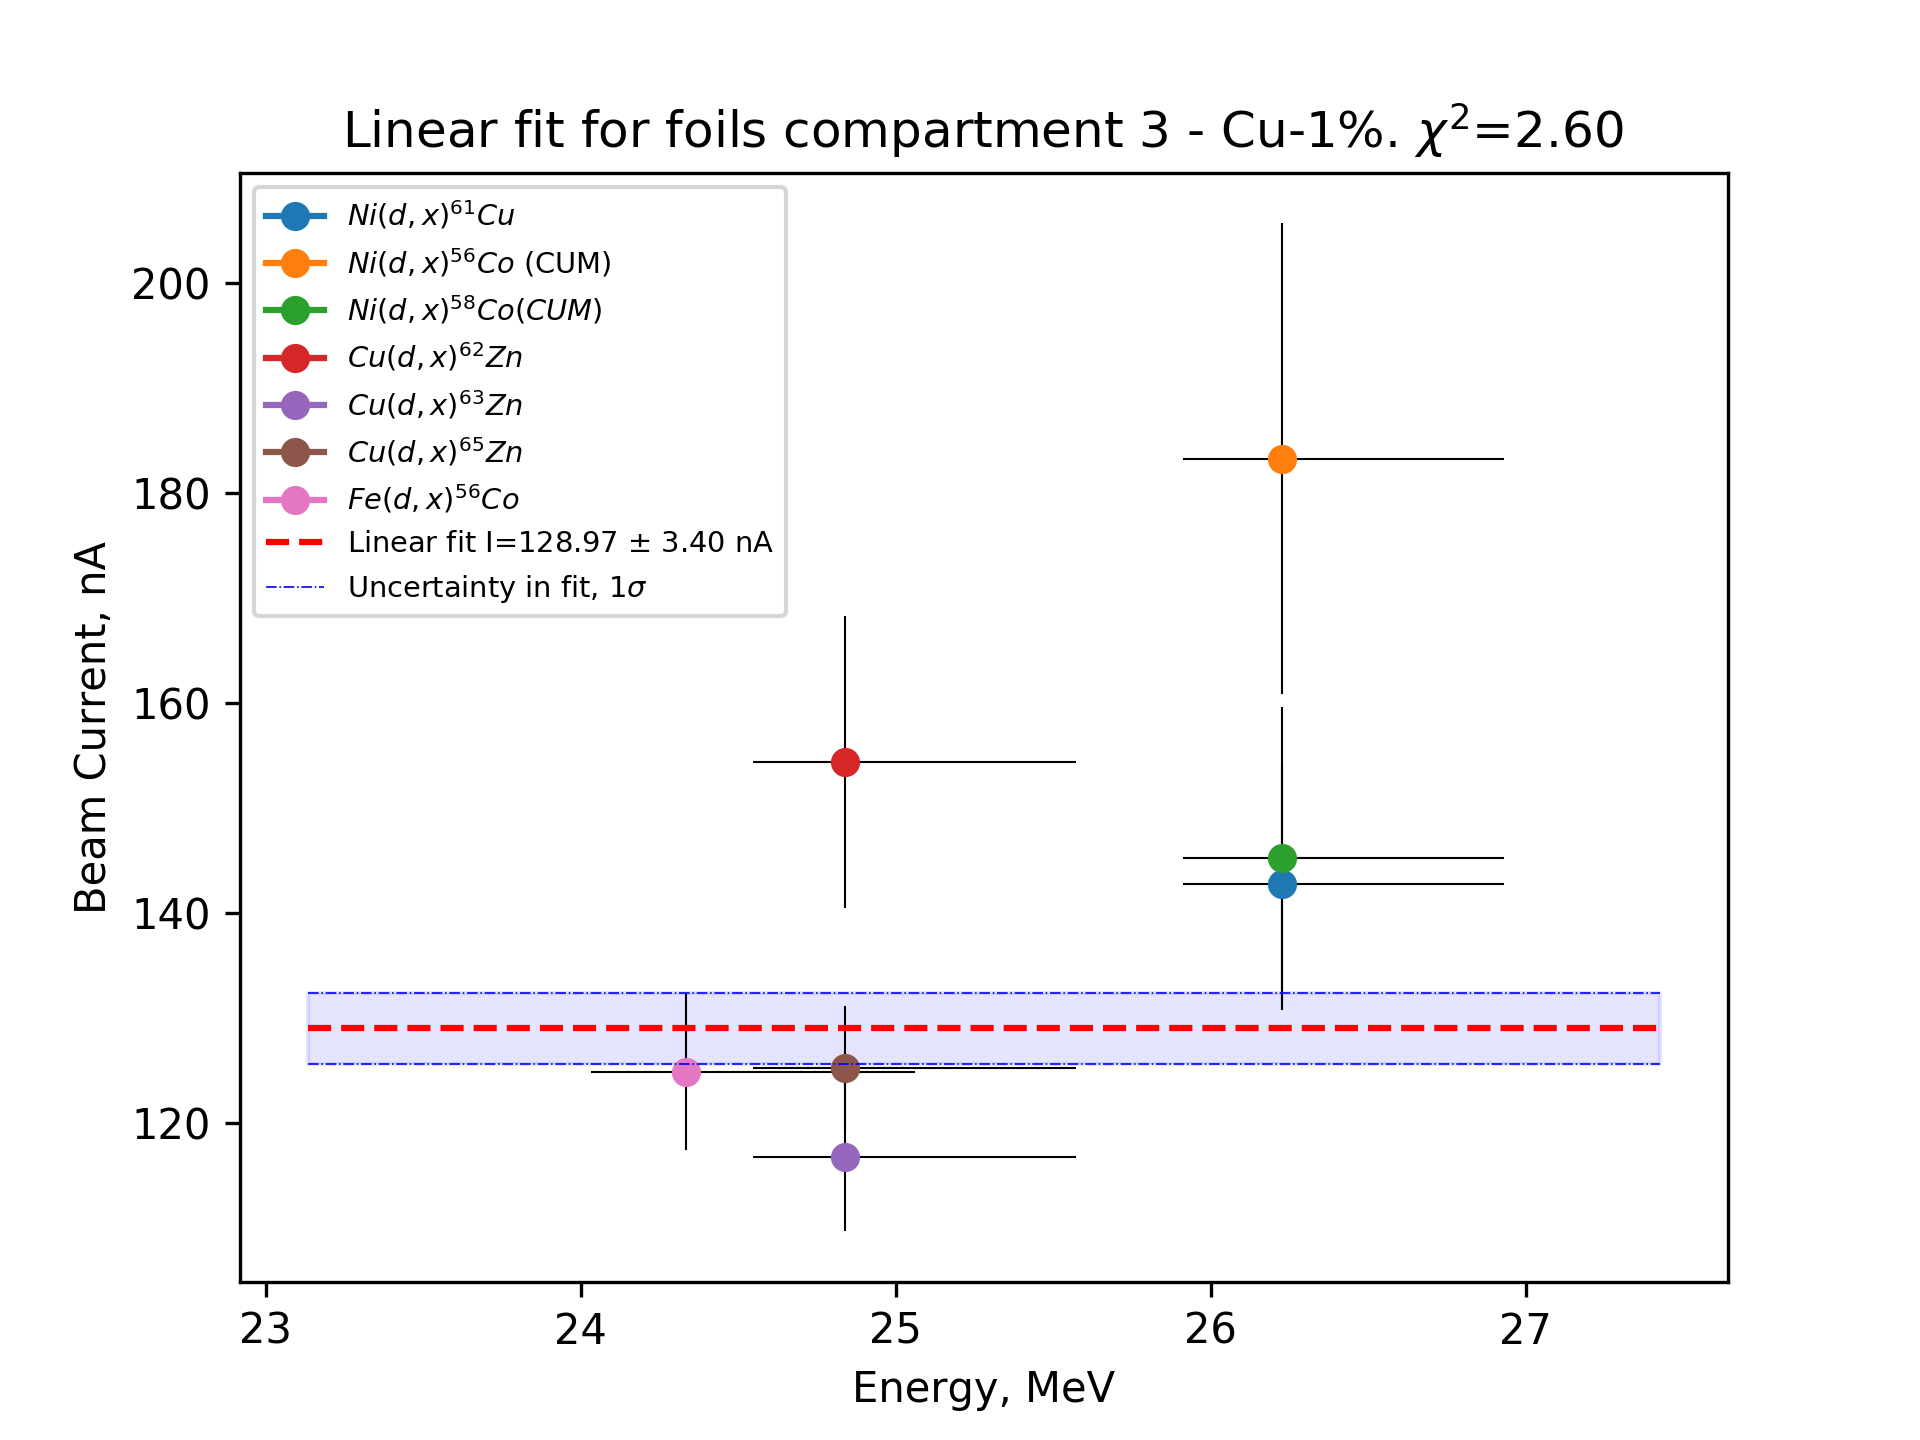 Linear fit for foils compartment 3 - Cu-1%. χ²=2.60
Ni(d, x)⁶¹Cu
Ni(d, x)⁵⁶Co (CUM)
Ni(d, x)⁵⁸Co(CUM)
Cu(d, x)⁶²Zn
Cu(d, x)⁶³Zn
Cu(d, x)⁶⁵Zn
Fe(d, x)⁵⁶Co
Linear fit I=128.97 ± 3.40 nA
Uncertainty in fit, 1σ
Beam Current, nA
200
180
160
140
120
23 24 25 26 27
Energy, MeV